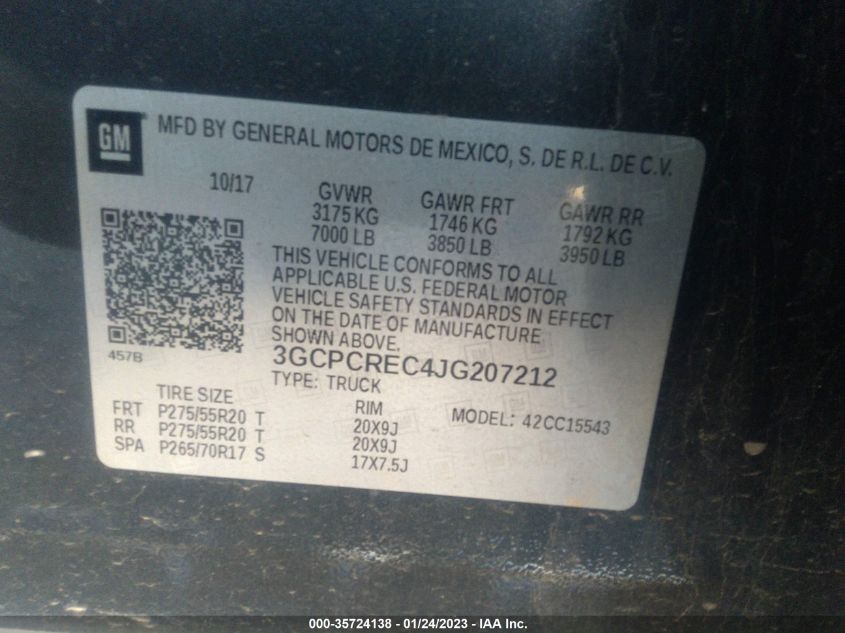 GM
MFD BY GENERAL MOTORS DE MEXICO, S. DE R.L. DE C.V.
10/17
GVWR GAWR FRT GAWR RR
3175 KG 1746 KG 1792 KG
7000 LB 3850 LB 3950 LB
THIS VEHICLE CONFORMS TO ALL
APPLICABLE U.S. FEDERAL MOTOR
VEHICLE SAFETY STANDARDS IN EFFECT
ON THE DATE OF MANUFACTURE
SHOWN ABOVE.
457B
3GCPCREC4JG207212
TYPE: TRUCK
TIRE SIZE RIM MODEL: 42CC15543
FRT P275/55R20 T 20X9J
RR P275/55R20 T 20X9J
SPA P265/70R17 S 17X7.5J
000-35724138 — 01/24/2023 — IAA Inc.